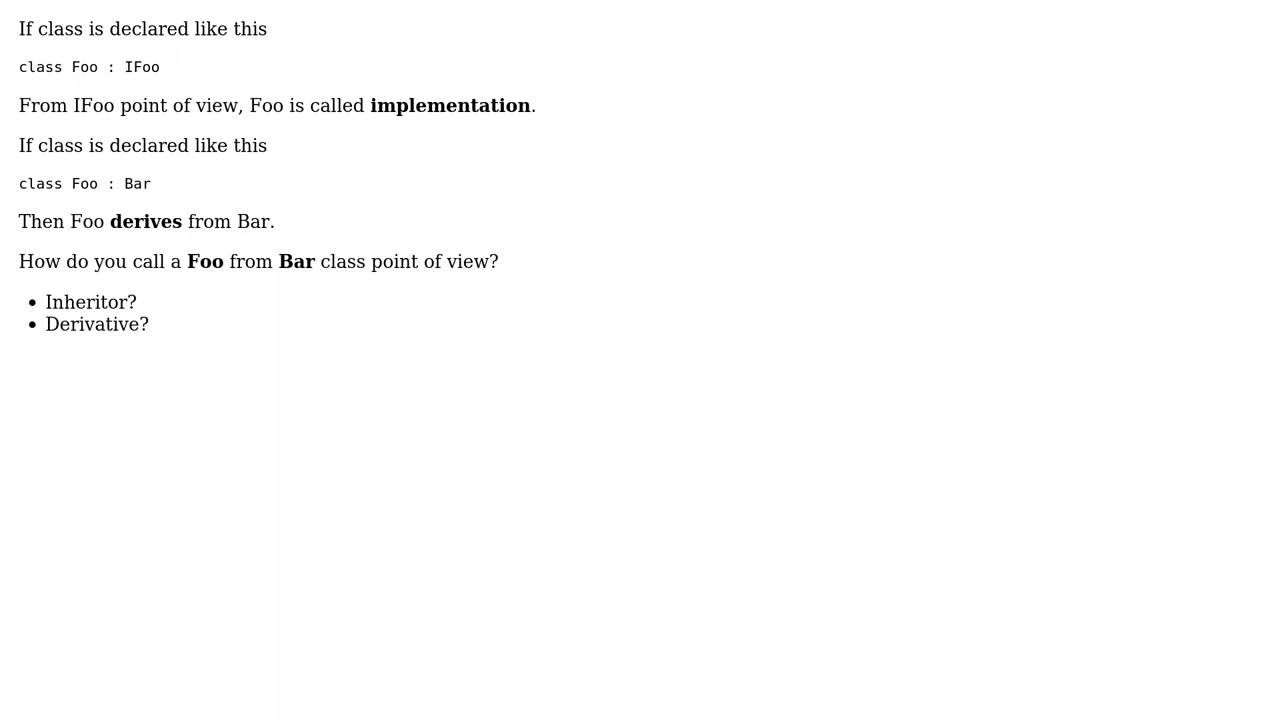 If class is declared like this
class Foo : IFoo
From IFoo point of view, Foo is called implementation.
If class is declared like this
class Foo : Bar
Then Foo derives from Bar.
How do you call a Foo from Bar class point of view?
• Inheritor?
• Derivative?